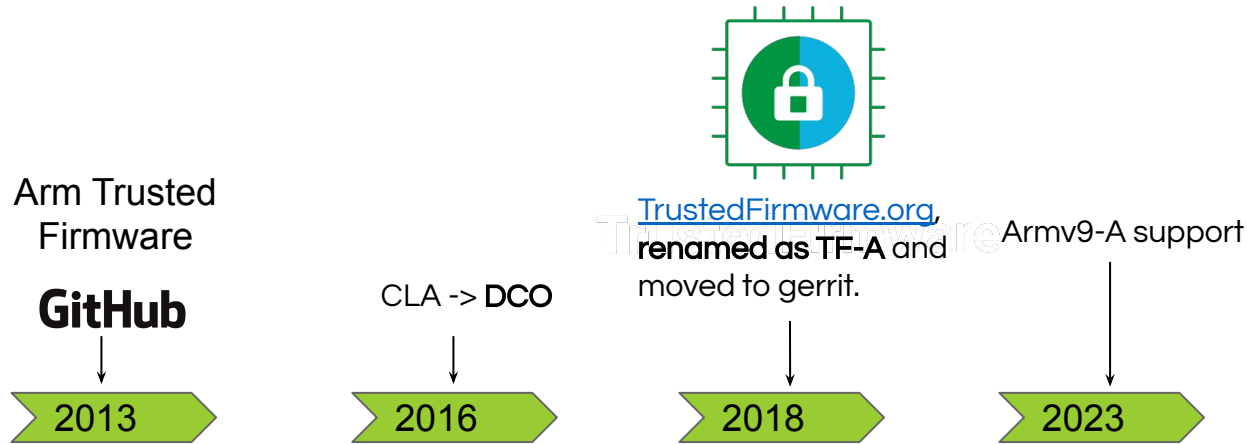 Arm Trusted
Firmware
GitHub
CLA -> DCO
TrustedFirmware
TrustedFirmware.org,
renamed as TF-A and
moved to gerrit.
Armv9-A support
2013
2016
2018
2023